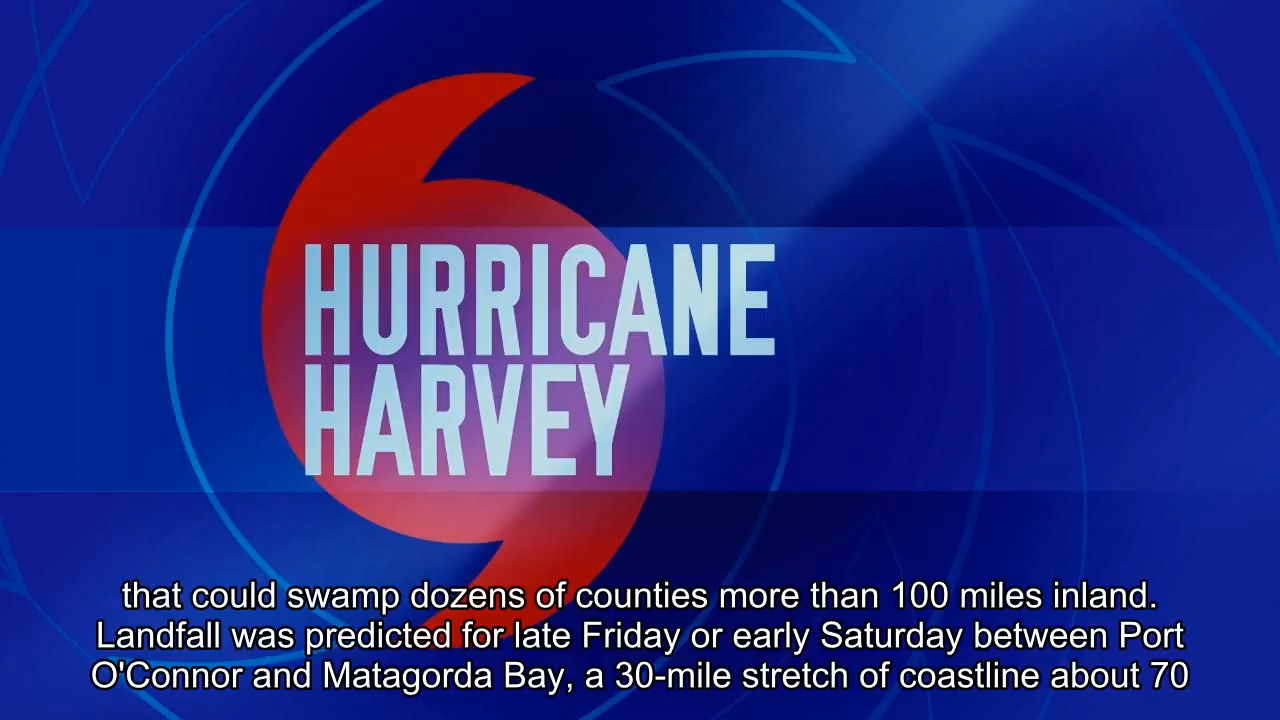 HURRICANE
HARVEY
that could swamp dozens of counties more than 100 miles inland.
Landfall was predicted for late Friday or early Saturday between Port
O'Connor and Matagorda Bay, a 30-mile stretch of coastline about 70